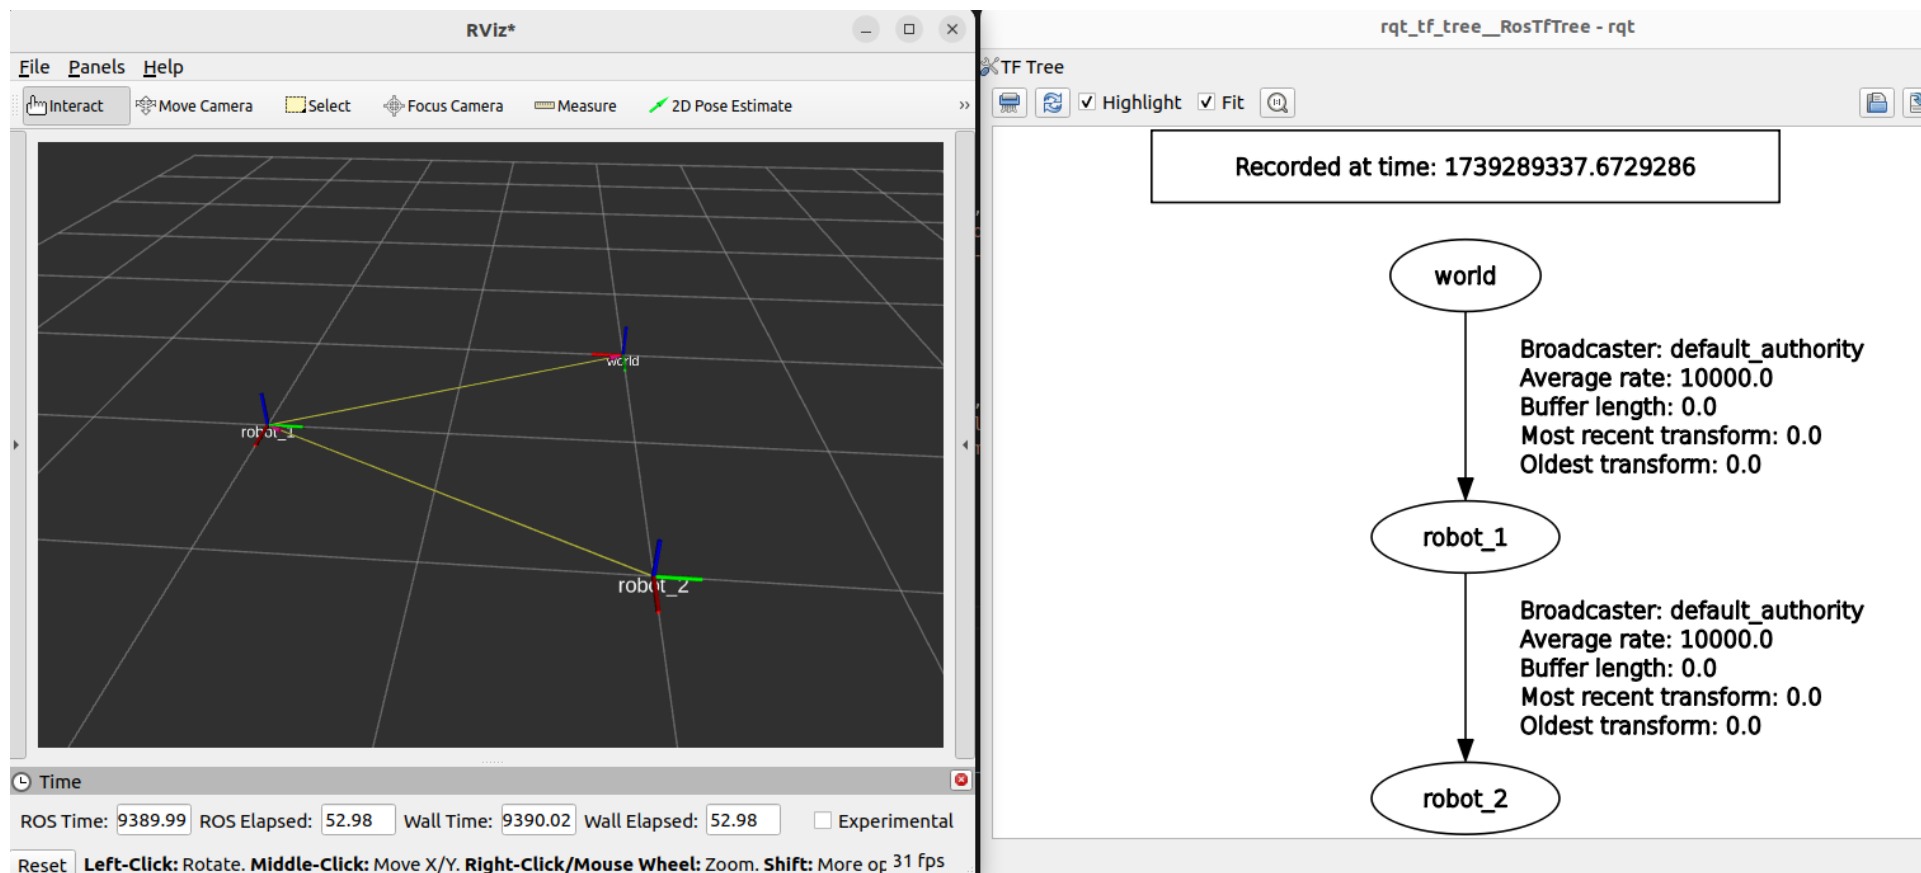 RViz*
File Panels Help
Interact Move Camera Select Focus Camera Measure 2D Pose Estimate »
world
robot_1
robot_2
Time
ROS Time: 9389.99 ROS Elapsed: 52.98 Wall Time: 9390.02 Wall Elapsed: 52.98 Experimental
Reset Left-Click: Rotate. Middle-Click: Move X/Y. Right-Click/Mouse Wheel: Zoom. Shift: More op 31 fps
rqt_tf_tree__RosTfTree - rqt
TF Tree
Highlight Fit
Recorded at time: 1739289337.6729286
world
Broadcaster: default_authority
Average rate: 10000.0
Buffer length: 0.0
Most recent transform: 0.0
Oldest transform: 0.0
robot_1
Broadcaster: default_authority
Average rate: 10000.0
Buffer length: 0.0
Most recent transform: 0.0
Oldest transform: 0.0
robot_2